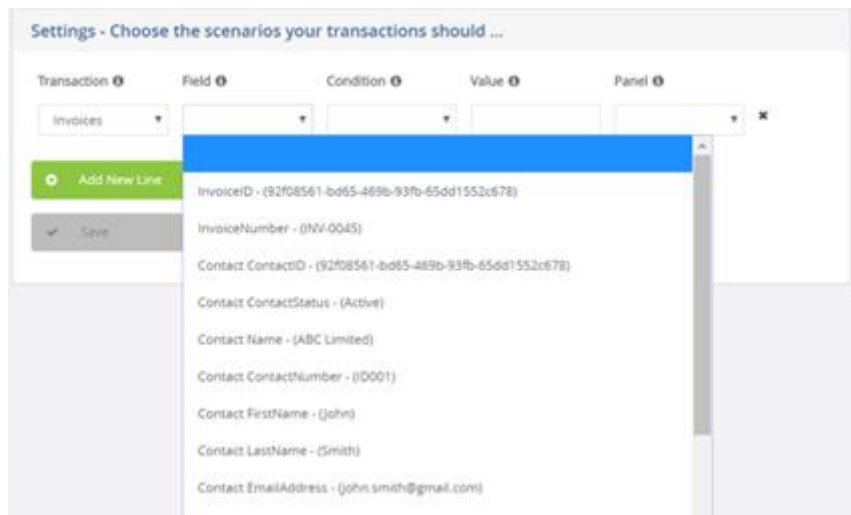 Settings - Choose the scenarios your transactions should ...
Transaction Field Condition Value Panel
Invoices
Add New Line
Save
InvoiceID - (92f08561-bd65-469b-93fb-65dd1552c678)
InvoiceNumber - (INV-0045)
Contact ContactID - (92f08561-bd65-469b-93fb-65dd1552c678)
Contact ContactStatus - (Active)
Contact Name - (ABC Limited)
Contact ContactNumber - (ID001)
Contact FirstName - (John)
Contact LastName - (Smith)
Contact EmailAddress - (john.smith@gmail.com)